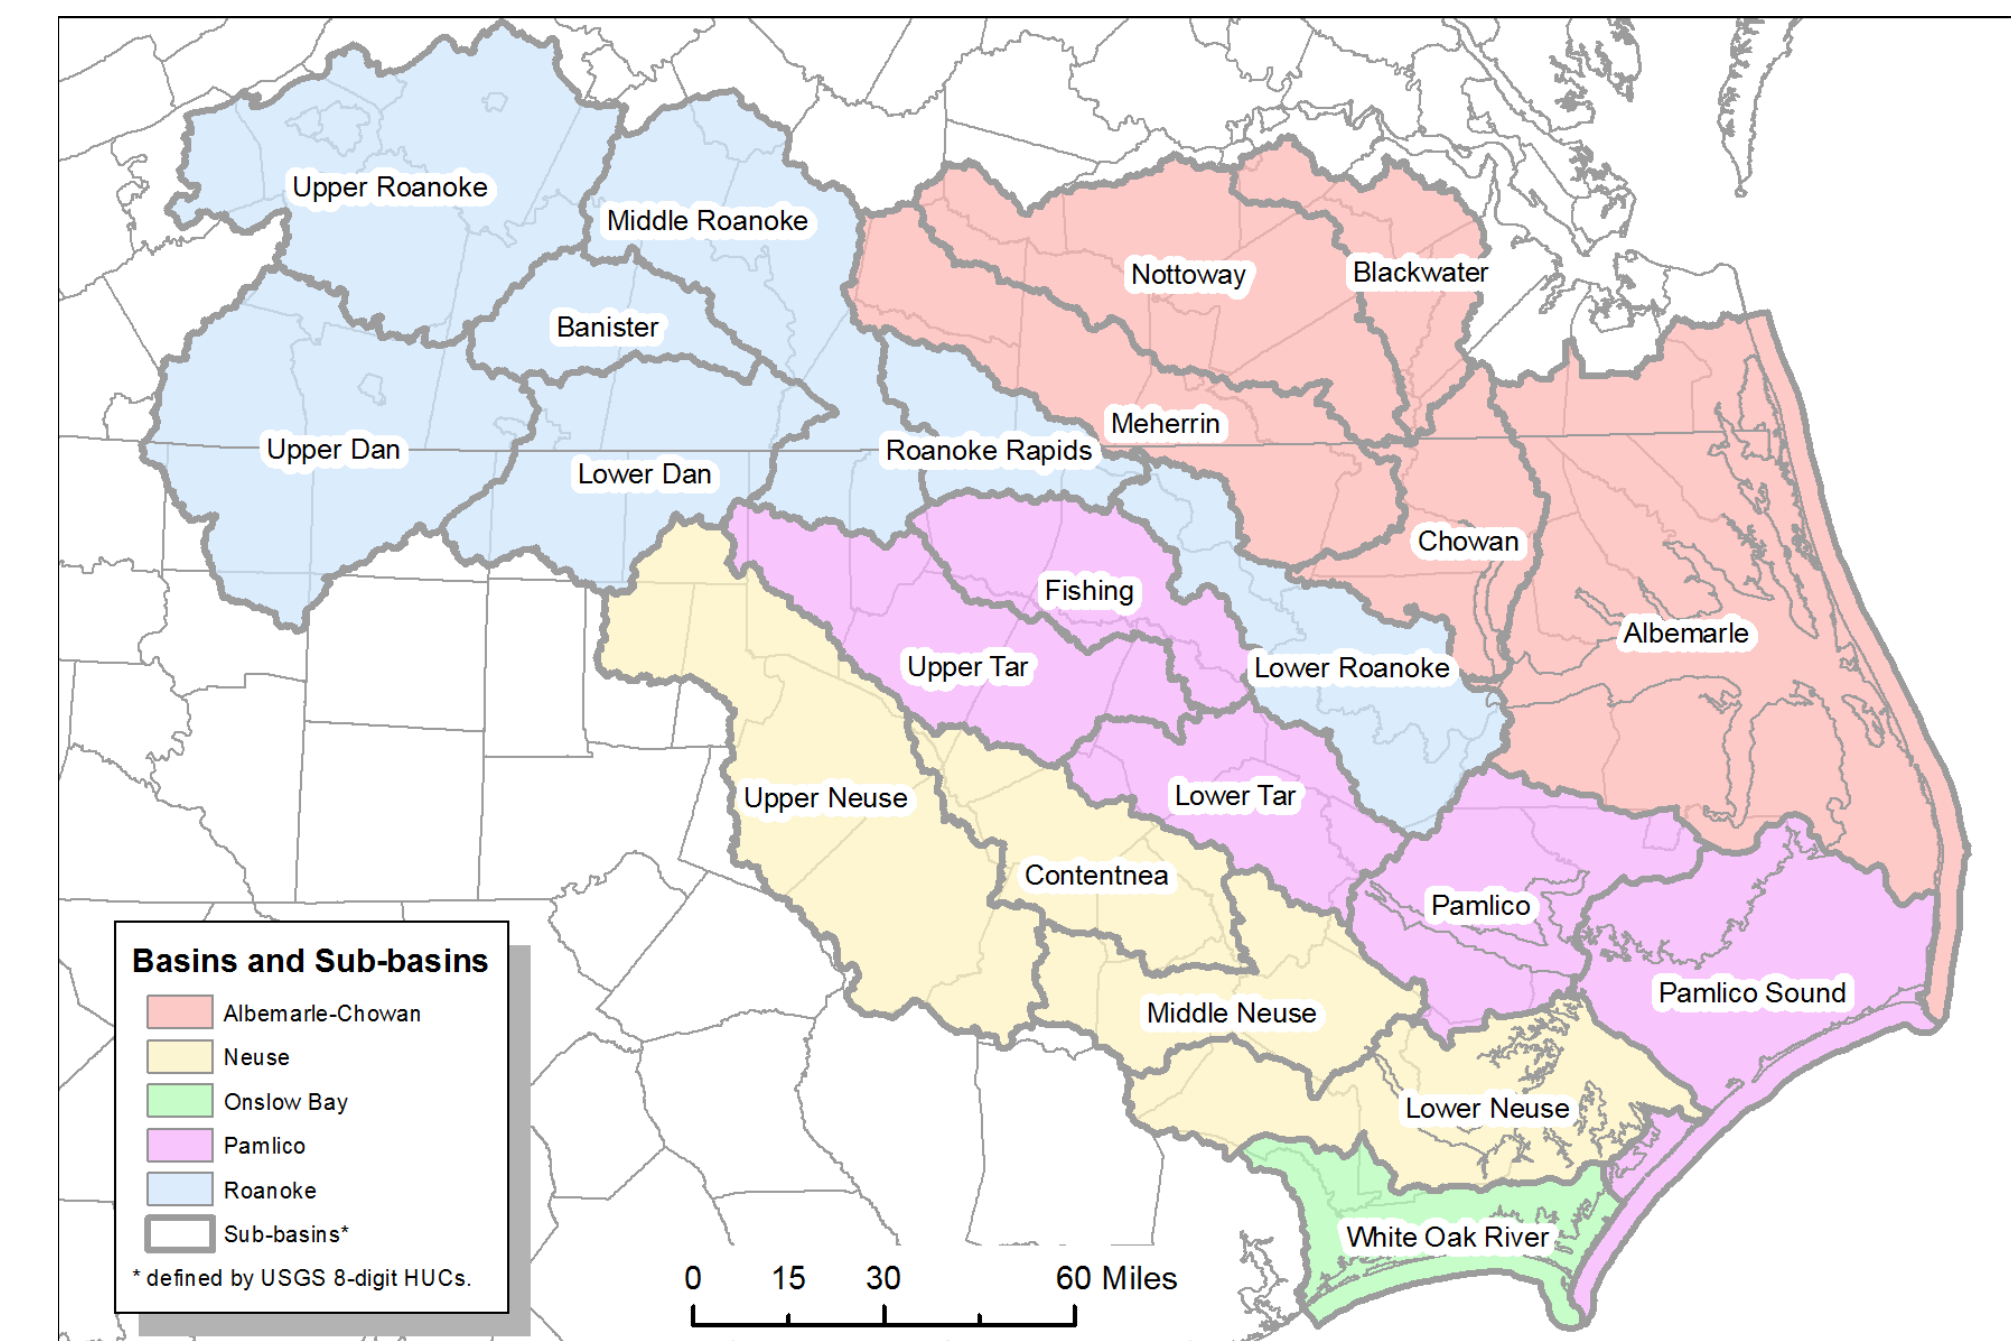 Upper Roanoke
Middle Roanoke
Nottoway
Blackwater
Banister
Meherrin
Upper Dan
Roanoke Rapids
Lower Dan
Chowan
Fishing
Albemarle
Upper Tar
Lower Roanoke
Upper Neuse
Lower Tar
Contentnea
Pamlico
Pamlico Sound
Middle Neuse
Lower Neuse
White Oak River
Basins and Sub-basins
Albemarle-Chowan
Neuse
Onslow Bay
Pamlico
Roanoke
Sub-basins*
* defined by USGS 8-digit HUCs.
0 15 30 60 Miles